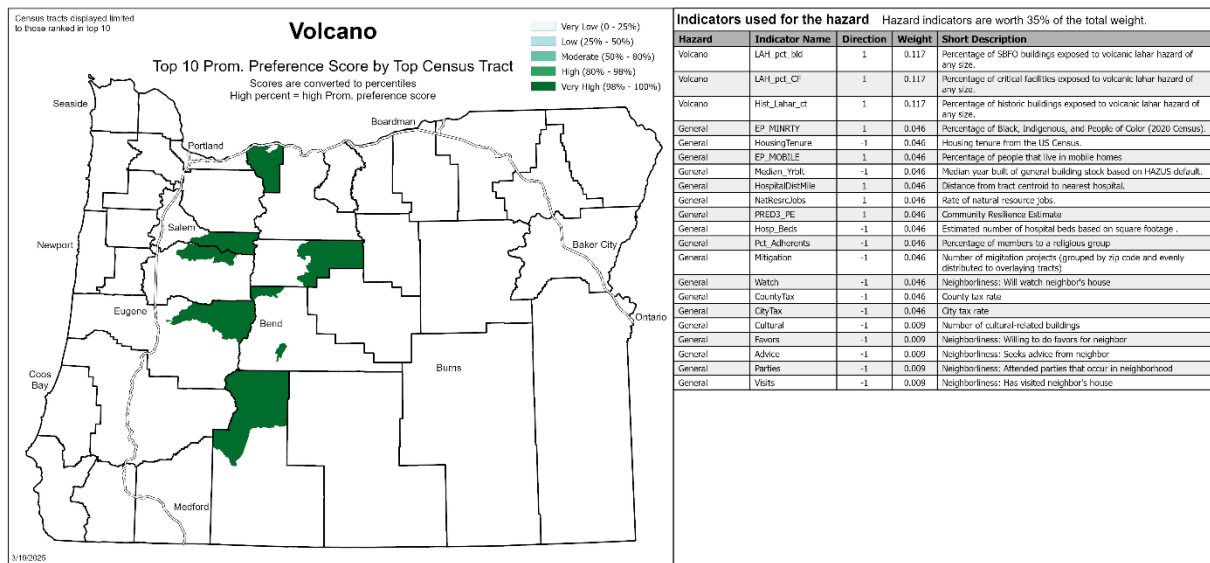 Census tracts displayed limited
to those ranked in top 10
Volcano
Top 10 Prom. Preference Score by Top Census Tract
Scores are converted to percentiles
High percent = high Prom. preference score
Very Low (0 - 25%)
Low (25% - 50%)
Moderate (50% - 80%)
High (80% - 98%)
Very High (98% - 100%)
Seaside
Portland
Boardman
Salem
Newport
Baker City
Eugene
Bend
Ontario
Coos
Bay
Burns
Medford
3/19/2025
Indicators used for the hazard Hazard indicators are worth 35% of the total weight.
Hazard Indicator Name Direction Weight Short Description
Volcano LAH_pct_bld 1 0.117 Percentage of SBFO buildings exposed to volcanic lahar hazard of
any size.
Volcano LAH_pct_CF 1 0.117 Percentage of critical facilities exposed to volcanic lahar hazard of
any size.
Volcano Hist_Lahar_ct 1 0.117 Percentage of historic buildings exposed to volcanic lahar hazard of
any size.
General EP_MINRTY 1 0.046 Percentage of Black, Indigenous, and People of Color (2020 Census).
General HousingTenure -1 0.046 Housing tenure from the US Census.
General EP_MOBILE 1 0.046 Percentage of people that live in mobile homes
General Median_Yrblt -1 0.046 Median year built of general building stock based on HAZUS default.
General HospitalDistMile 1 0.046 Distance from tract centroid to nearest hospital.
General NatResrcJobs 1 0.046 Rate of natural resource jobs.
General PRED3_PE 1 0.046 Community Resilience Estimate
General Hosp_Beds -1 0.046 Estimated number of hospital beds based on square footage .
General Pct_Adherents -1 0.046 Percentage of members to a religious group
General Mitigation -1 0.046 Number of migitation projects (grouped by zip code and evenly
distributed to overlaying tracts)
General Watch -1 0.046 Neighborliness: Will watch neighbor's house
General CountyTax -1 0.046 County tax rate
General CityTax -1 0.046 City tax rate
General Cultural -1 0.009 Number of cultural-related buildings
General Favors -1 0.009 Neighborliness: Willing to do favors for neighbor
General Advice -1 0.009 Neighborliness: Seeks advice from neighbor
General Parties -1 0.009 Neighborliness: Attended parties that occur in neighborhood
General Visits -1 0.009 Neighborliness: Has visited neighbor's house